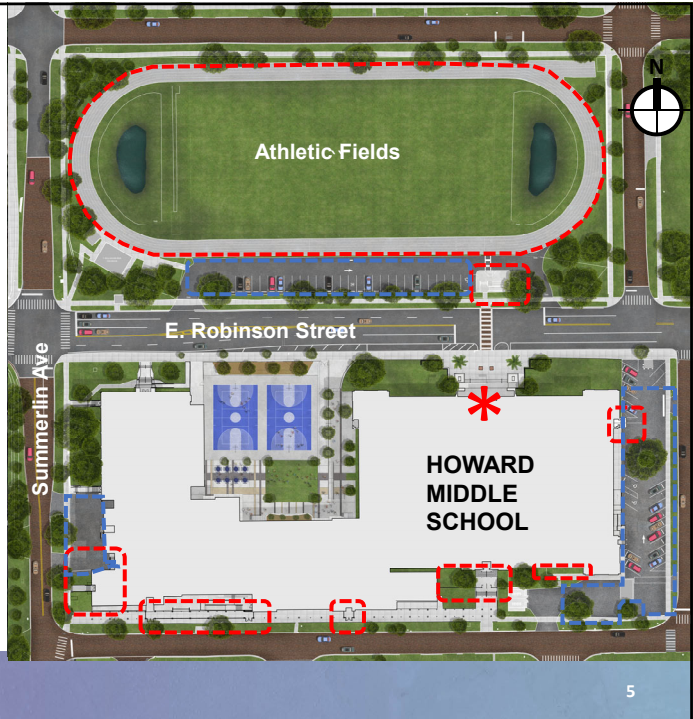 N
Athletic Fields
E. Robinson Street
Summerlin Ave
*
HOWARD
MIDDLE
SCHOOL
5